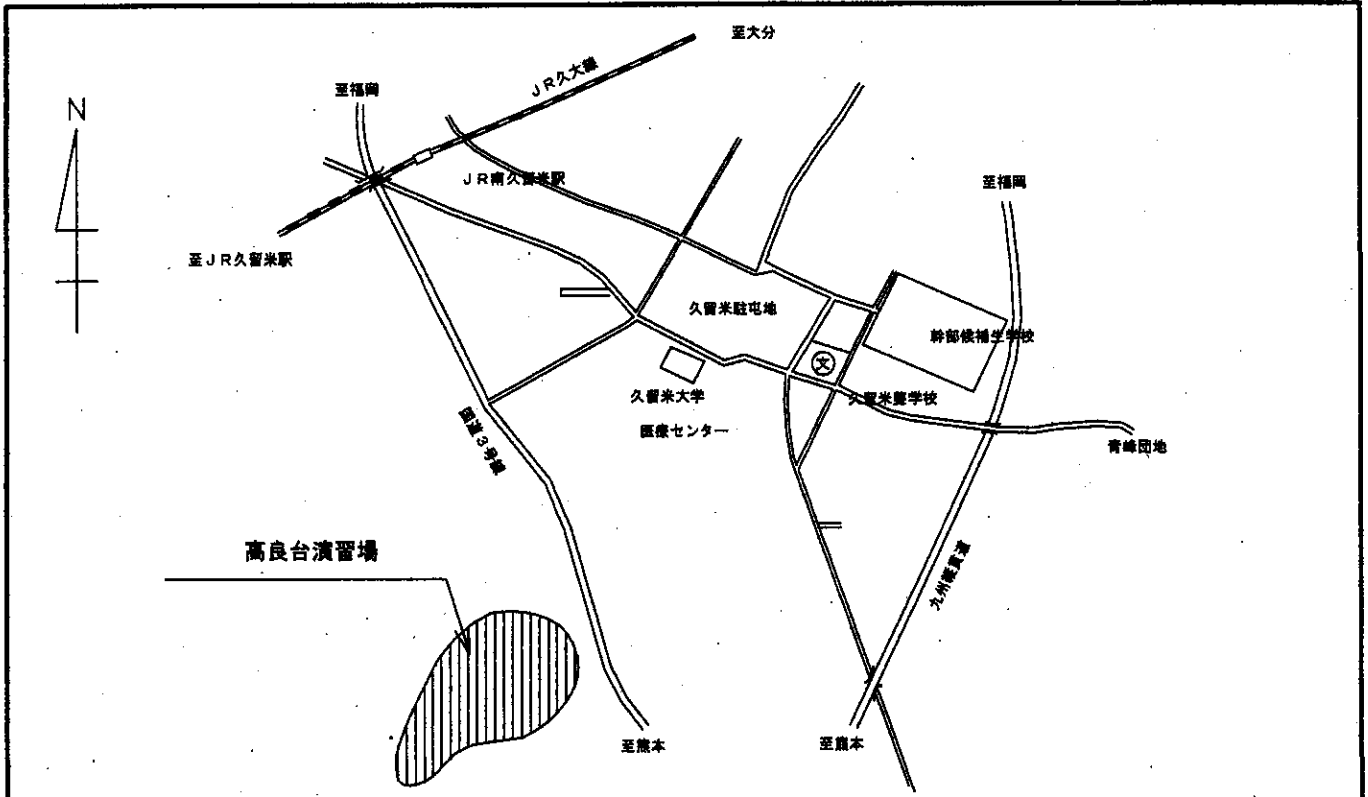 至大分
JR久大線
至福岡
N
JR南久留米駅
至福岡
至JR久留米駅
久留米駐屯地
幹部候補生学校
文
久留米大学
久留米聾学校
医療センター
国道3号線
青峰団地
高良台演習場
九州縦貫道
至熊本
至熊本